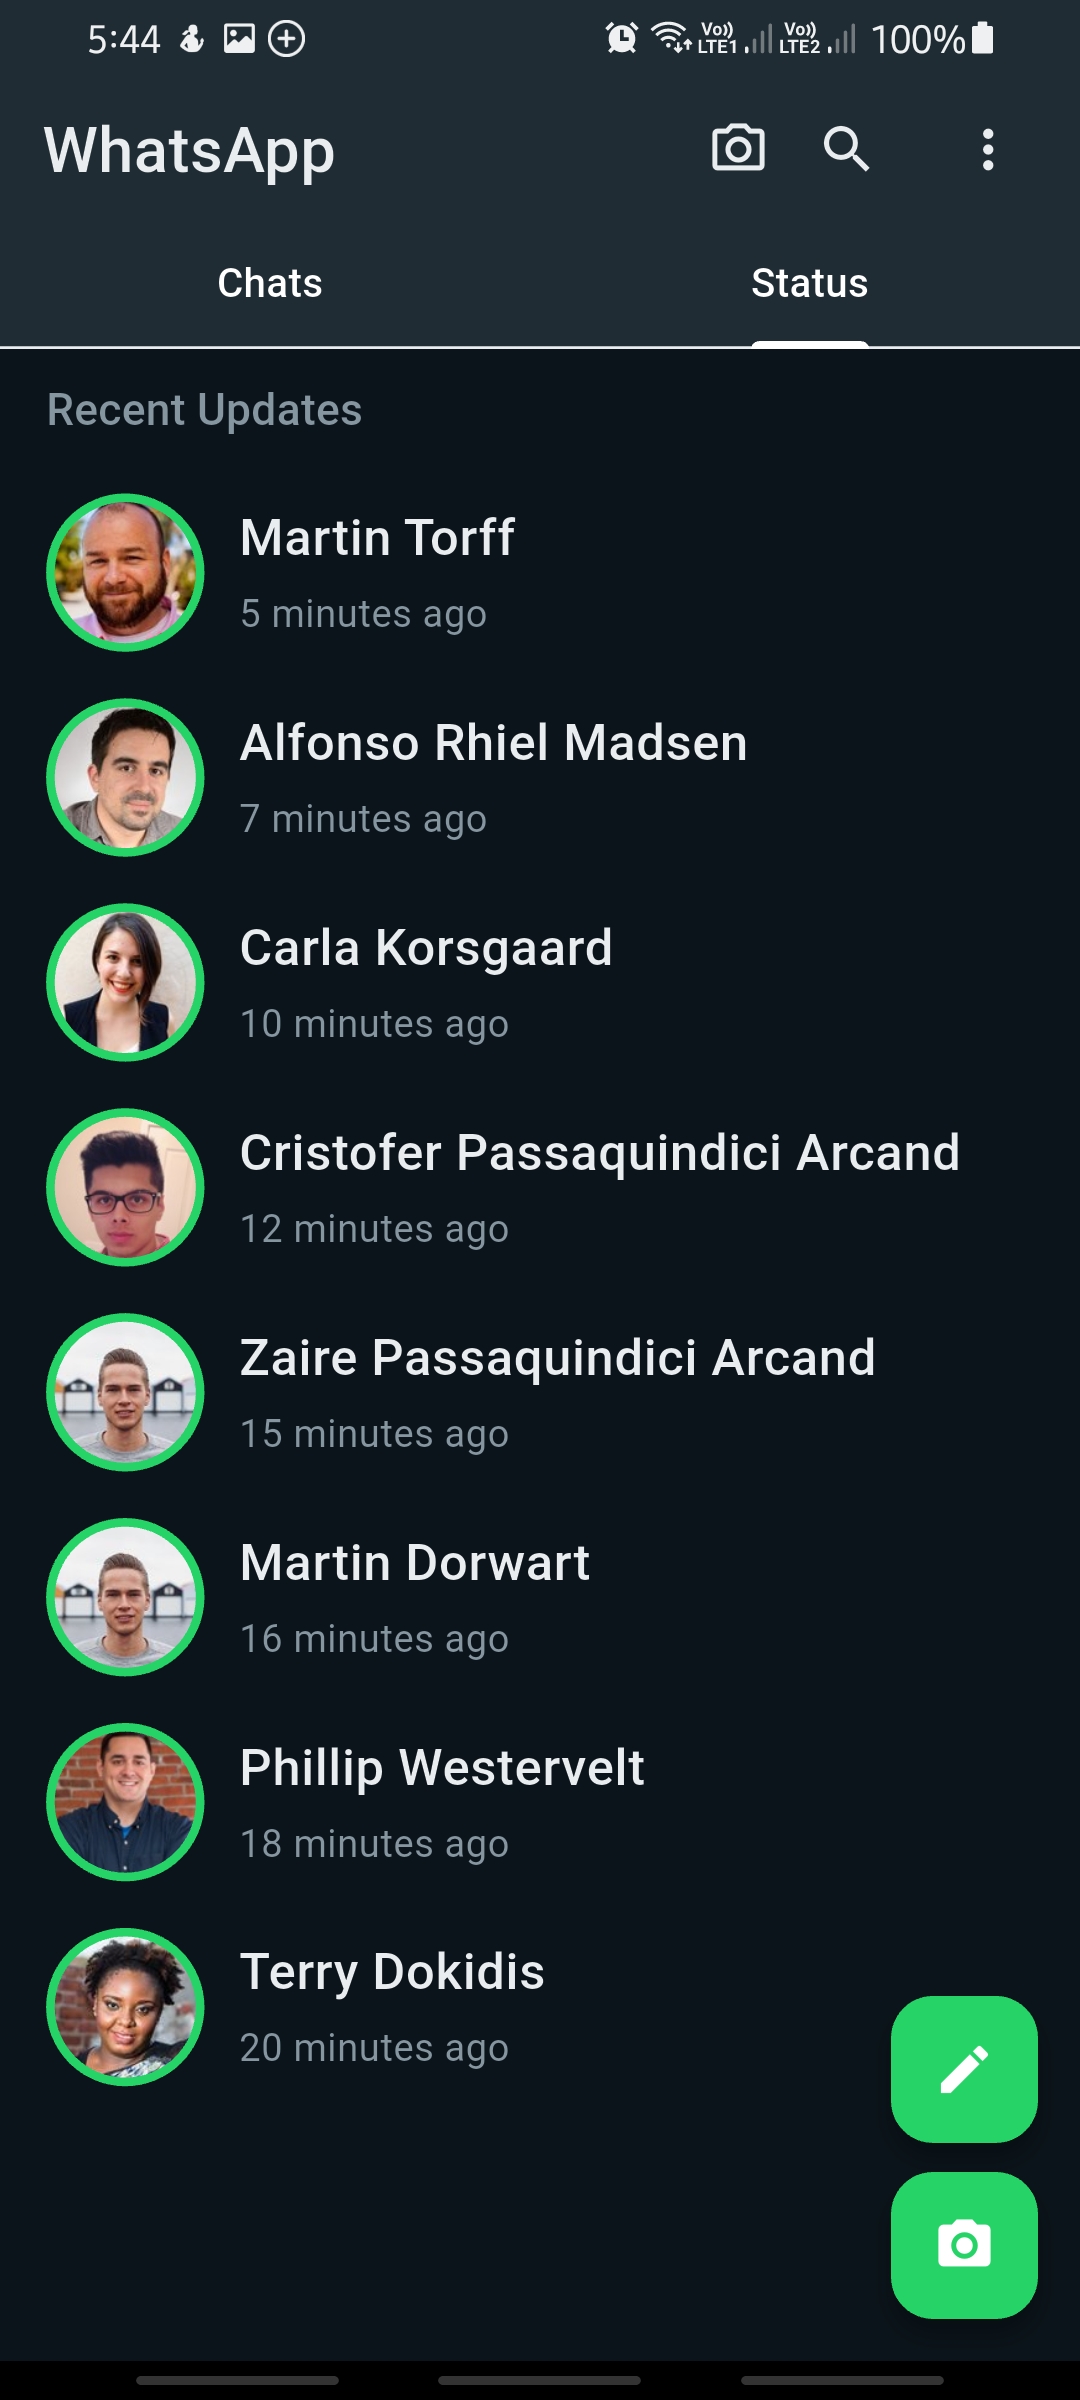 5:44 Vo)) LTE1 Vo)) LTE2 100%
WhatsApp
Chats Status
Recent Updates
Martin Torff
5 minutes ago
Alfonso Rhiel Madsen
7 minutes ago
Carla Korsgaard
10 minutes ago
Cristofer Passaquindici Arcand
12 minutes ago
Zaire Passaquindici Arcand
15 minutes ago
Martin Dorwart
16 minutes ago
Phillip Westervelt
18 minutes ago
Terry Dokidis
20 minutes ago